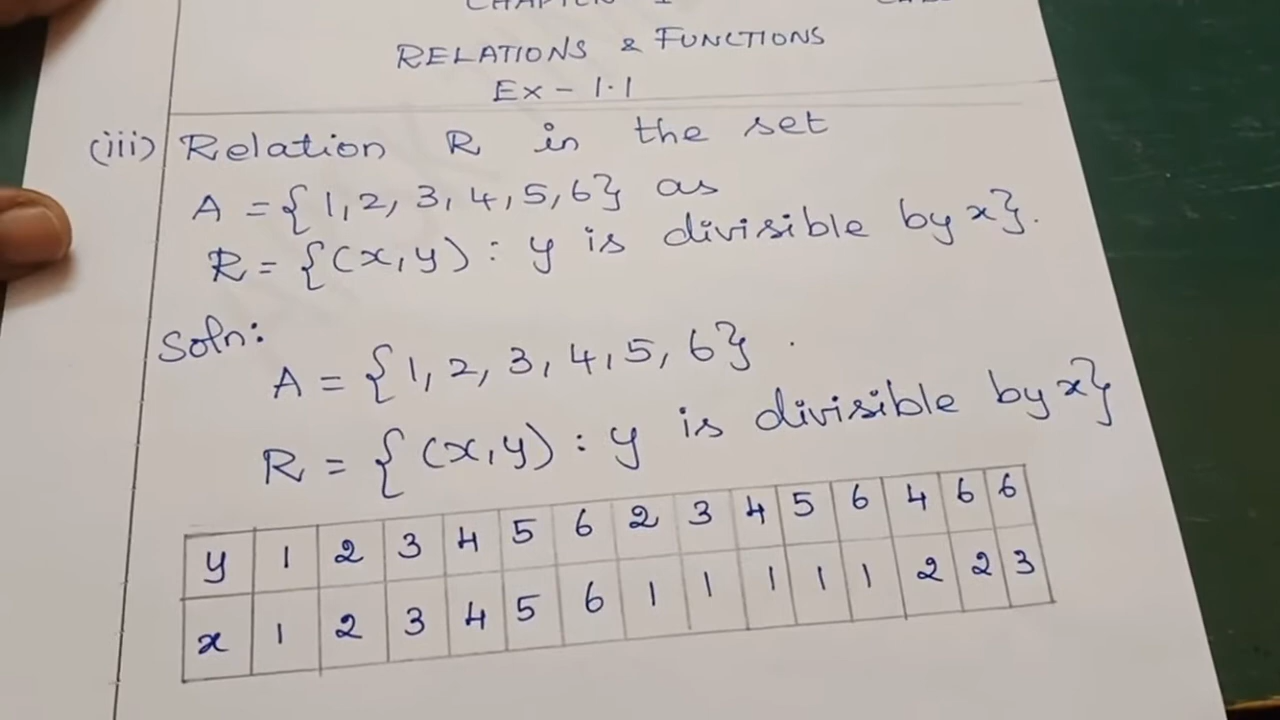 RELATIONS & FUNCTIONS
Ex - 1.1
(iii) Relation R in the set
A = {1, 2, 3, 4, 5, 6} as
R = {(x, y) : y is divisible by x}.
Soln:
A = {1, 2, 3, 4, 5, 6}.
R = {(x, y) : y is divisible by x}
y 1 2 3 4 5 6 2 3 4 5 6 4 6 6
x 1 2 3 4 5 6 1 1 1 1 1 2 2 3